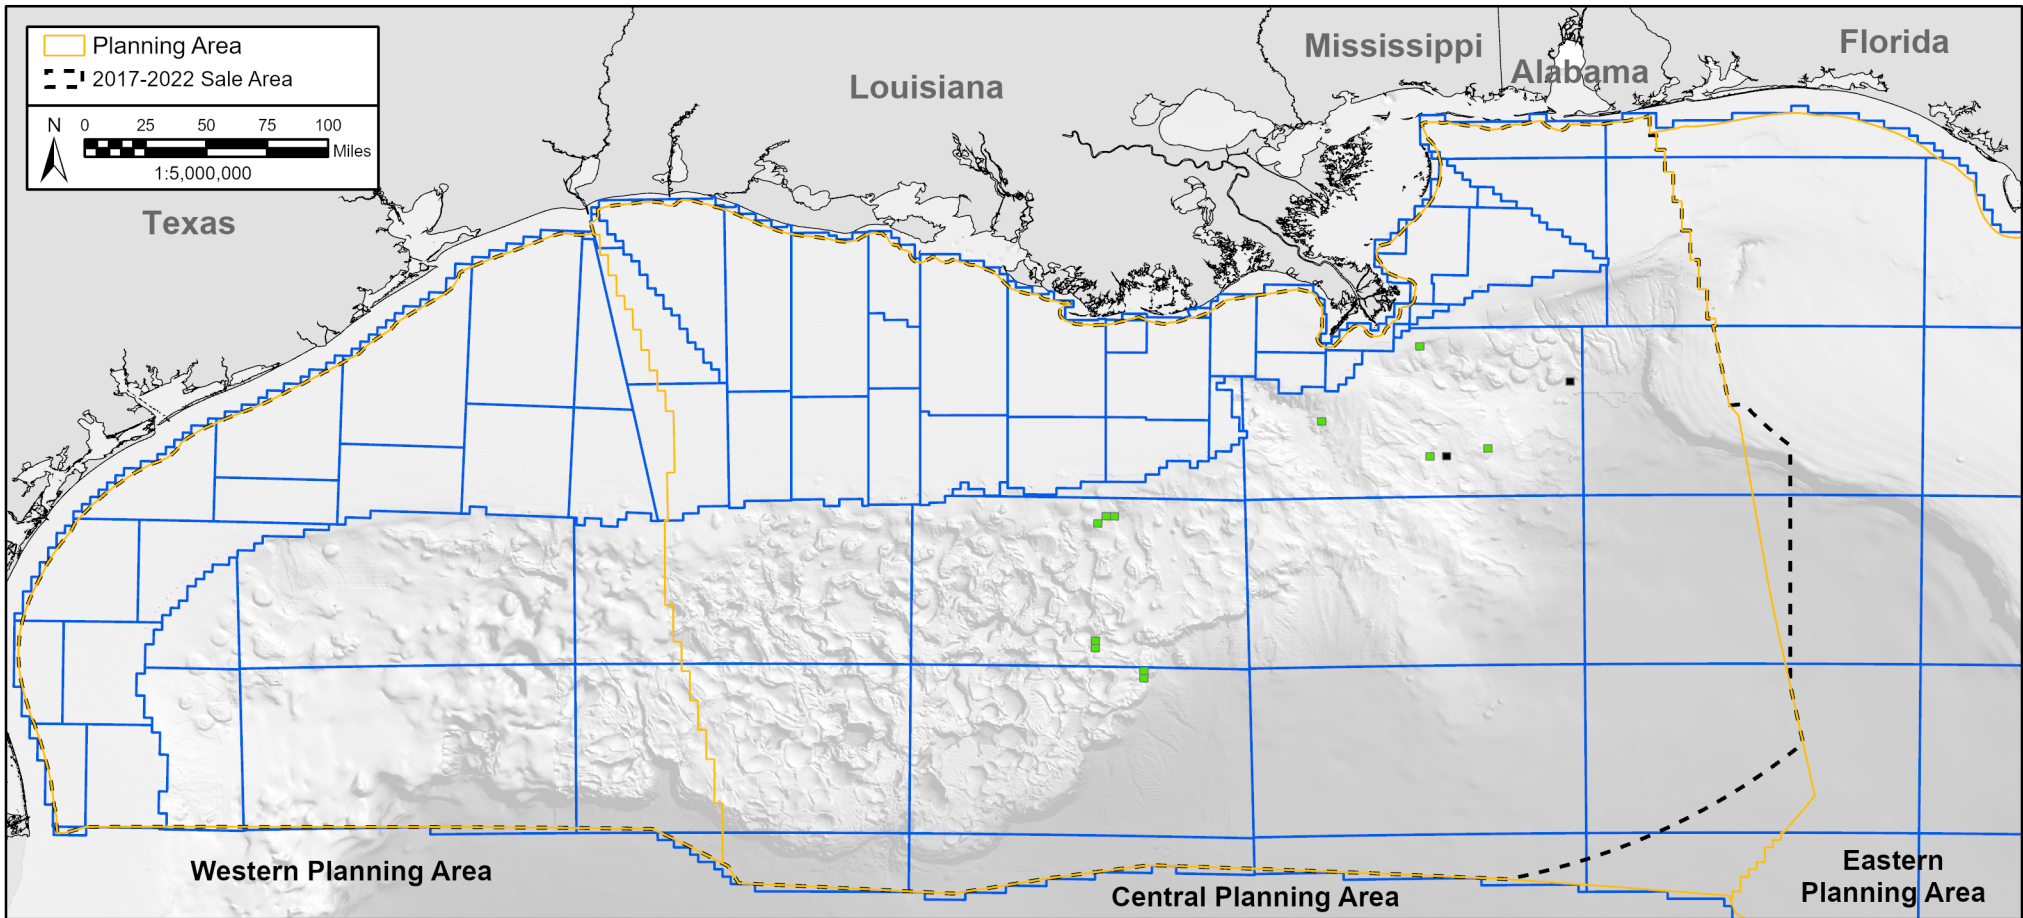 Planning Area
2017-2022 Sale Area
N
0 25 50 75 100
Miles
1:5,000,000
Texas
Louisiana
Mississippi
Alabama
Florida
Western Planning Area
Central Planning Area
Eastern
Planning Area